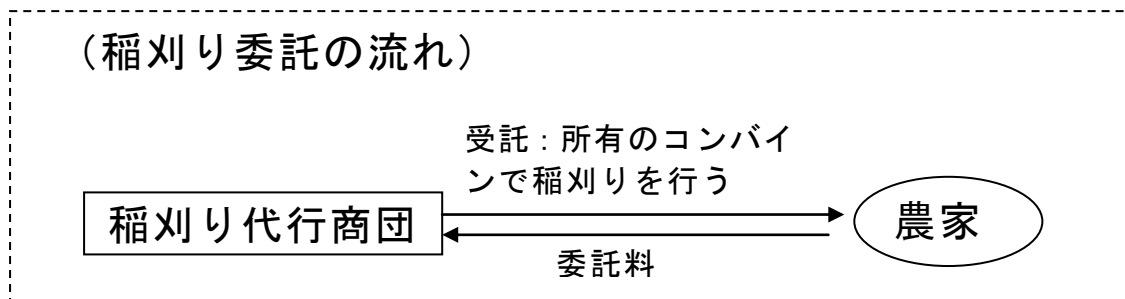 (稲刈り委託の流れ)
受託：所有のコンバイ
ンで稲刈りを行う
稲刈り代行商団
農家
委託料